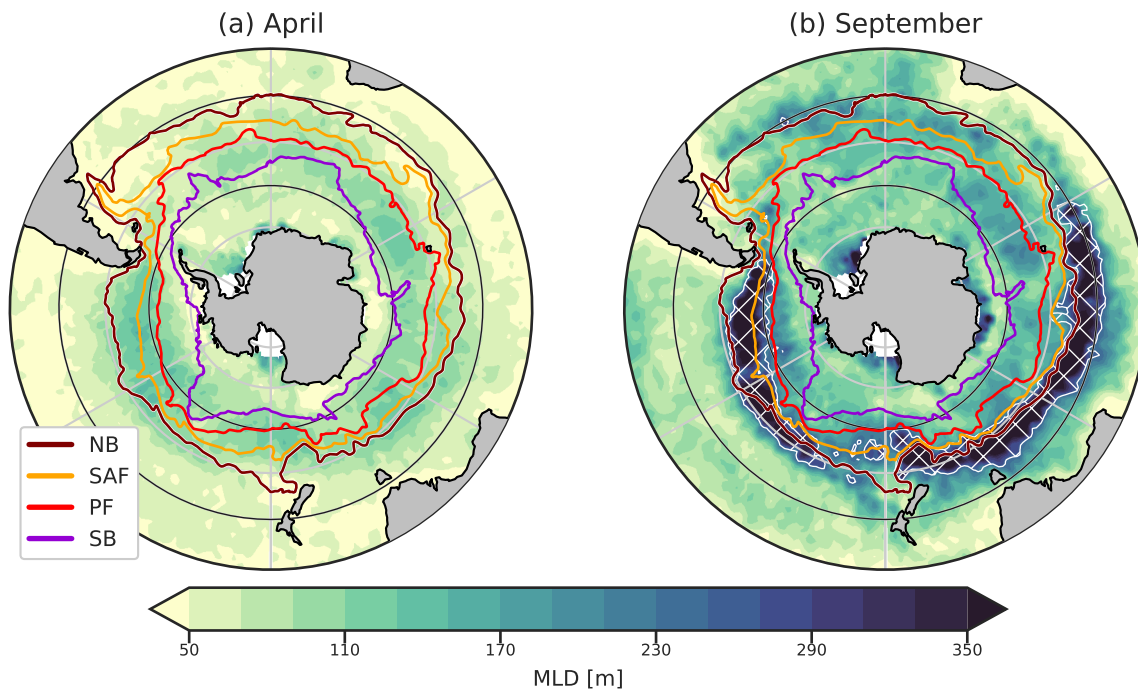 (a) April
(b) September
NB
SAF
PF
SB
50 110 170 230 290 350
MLD [m]